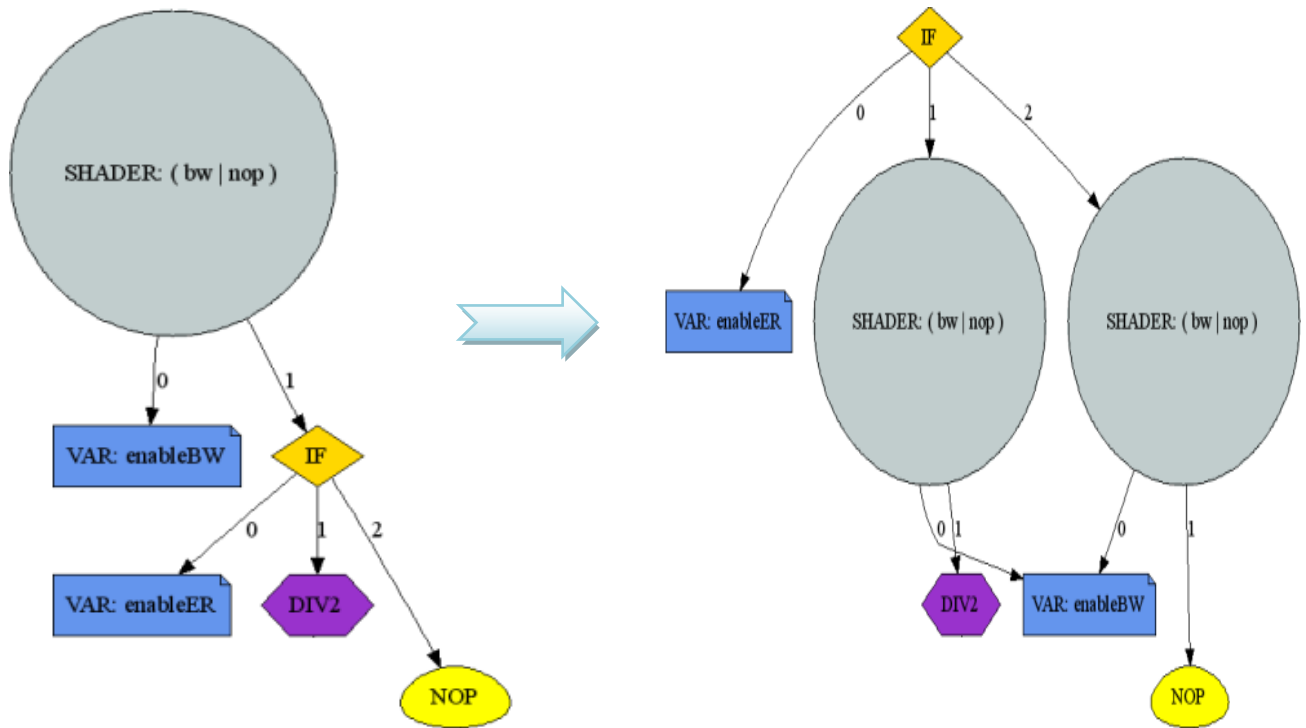 SHADER: ( bw | nop )
0
1
VAR: enableBW
IF
0
1
2
VAR: enableER
DIV2
NOP
IF
0
1
2
VAR: enableER
SHADER: ( bw | nop )
SHADER: ( bw | nop )
0
1
0
1
DIV2
VAR: enableBW
NOP